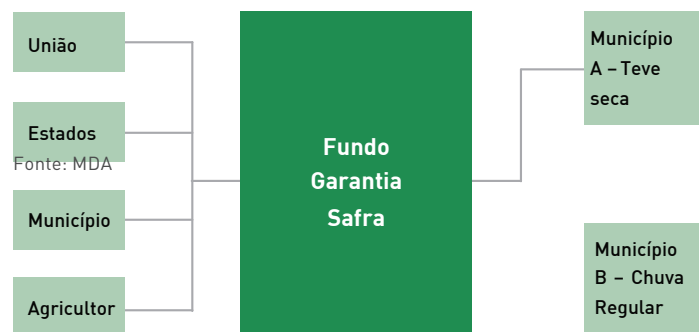 União
Estados
Fonte: MDA
Município
Agricultor
Fundo
Garantia
Safra
Município
A – Teve
seca
Município
B – Chuva
Regular